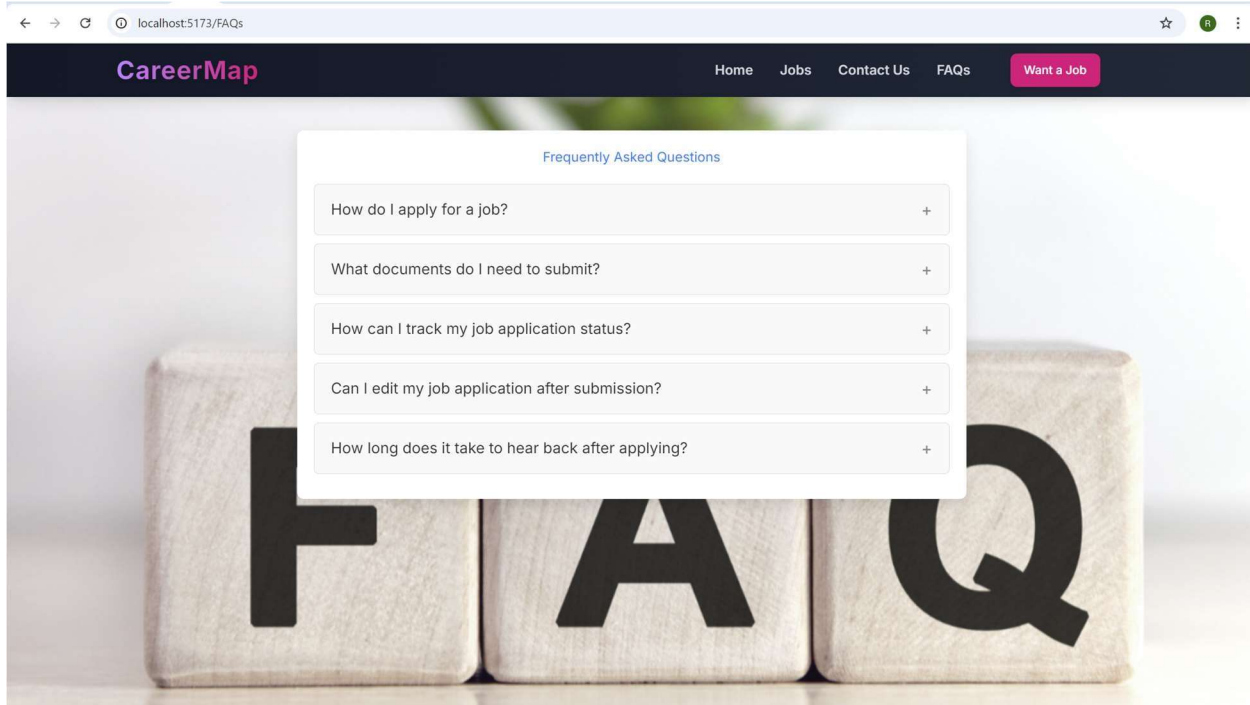 localhost:5173/FAQs
R
CareerMap
Home Jobs Contact Us FAQs Want a Job
Frequently Asked Questions
How do I apply for a job? +
What documents do I need to submit? +
How can I track my job application status? +
Can I edit my job application after submission? +
How long does it take to hear back after applying? +
F A Q